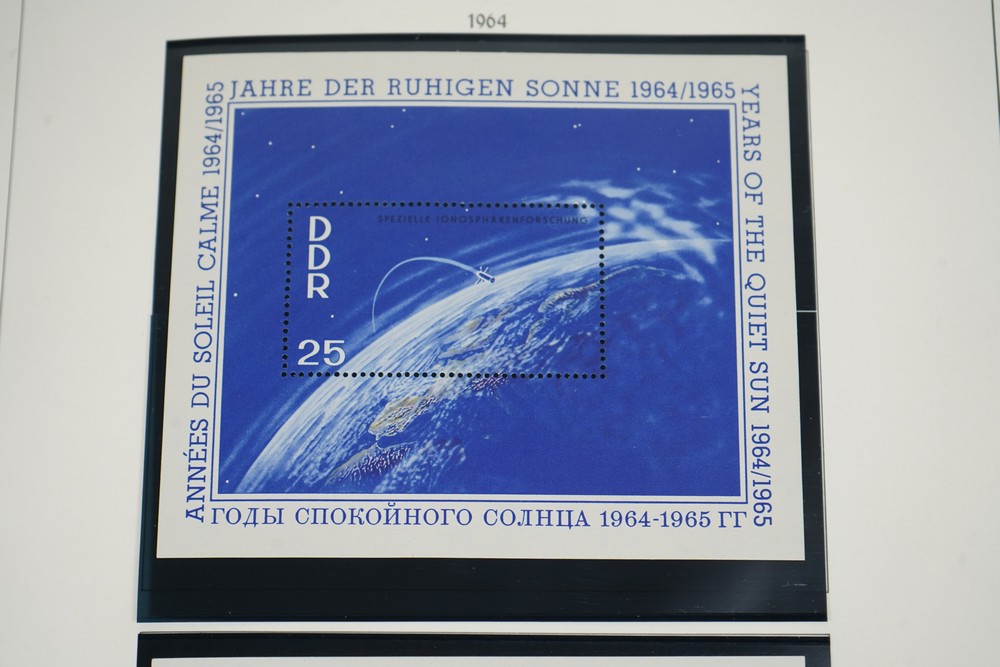 1964
JAHRE DER RUHIGEN SONNE 1964/1965
YEARS OF THE QUIET SUN 1964/1965
ANNÉES DU SOLEIL CALME 1964/1965
SPEZIELLE IONOSPHÄRENFORSCHUNG
DDR
25
ГОДЫ СПОКОЙНОГО СОЛНЦА 1964-1965 ГГ